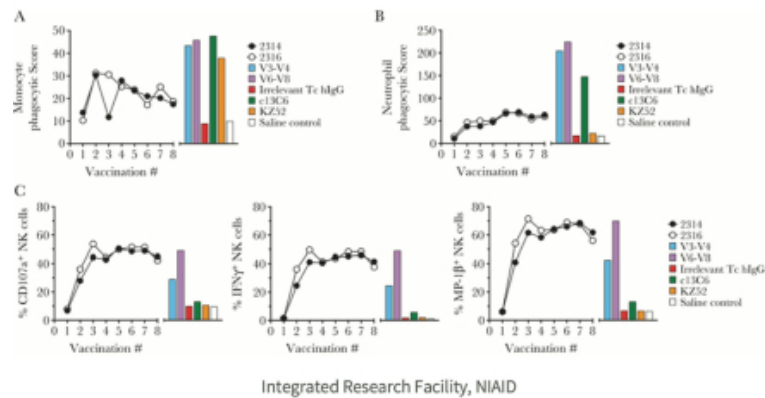 A
Monocyte
phagocytic Score
50
40
30
20
10
0
0 1 2 3 4 5 6 7 8
Vaccination #
2314
2316
V3-V4
V6-V8
Irrelevant Tc hIgG
c13C6
KZ52
Saline control
B
Neutrophil
phagocytic Score
250
200
150
100
50
0
0 1 2 3 4 5 6 7 8
Vaccination #
2314
2316
V3-V4
V6-V8
Irrelevant Tc hIgG
c13C6
KZ52
Saline control
C
% CD107a+ NK cells
80
60
40
20
0
0 1 2 3 4 5 6 7 8
Vaccination #
% IFNγ+ NK cells
80
60
40
20
0
0 1 2 3 4 5 6 7 8
Vaccination #
% MP-1β+ NK cells
80
60
40
20
0
0 1 2 3 4 5 6 7 8
Vaccination #
2314
2316
V3-V4
V6-V8
Irrelevant Tc hIgG
c13C6
KZ52
Saline control
Integrated Research Facility, NIAID